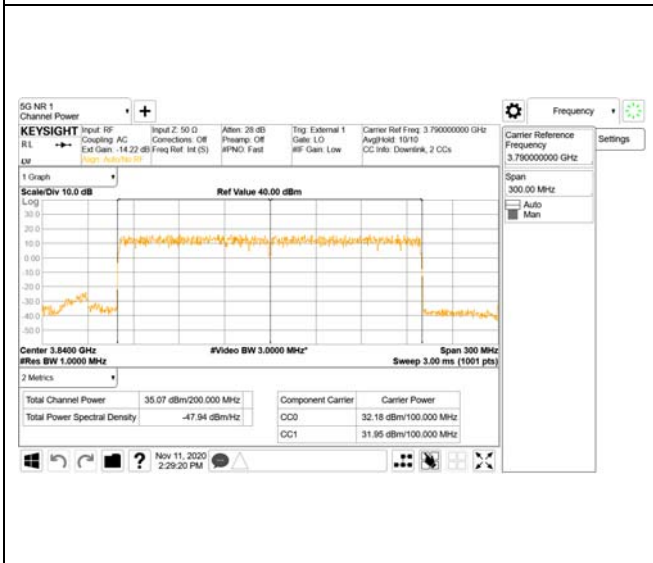 5G NR 1
Channel Power
+
Frequency
KEYSIGHT
RL
Input: RF
Coupling: AC
Ext Gain: -14.22 dB
Align: Auto/No RF
Input Z: 50 Ω
Corrections: Off
Freq Ref: Int (S)
Atten: 28 dB
Preamp: Off
#PNO: Fast
Trig: External 1
Gate: LO
#IF Gain: Low
Carrier Ref Freq: 3.790000000 GHz
Avg|Hold: 10/10
CC Info: Downlink, 2 CCs
Carrier Reference
Frequency
3.790000000 GHz
Settings
Span
300.00 MHz
Auto
Man
1 Graph
Scale/Div 10.0 dB
Ref Value 40.00 dBm
Log
30.0
20.0
10.0
0.00
-10.0
-20.0
-30.0
-40.0
-50.0
Center 3.8400 GHz
#Video BW 3.0000 MHz*
Span 300 MHz
#Res BW 1.0000 MHz
Sweep 3.00 ms (1001 pts)
2 Metrics
Total Channel Power 35.07 dBm/200.000 MHz
Total Power Spectral Density -47.94 dBm/Hz
Component Carrier Carrier Power
CC0 32.18 dBm/100.000 MHz
CC1 31.95 dBm/100.000 MHz
?
Nov 11, 2020
2:29:20 PM